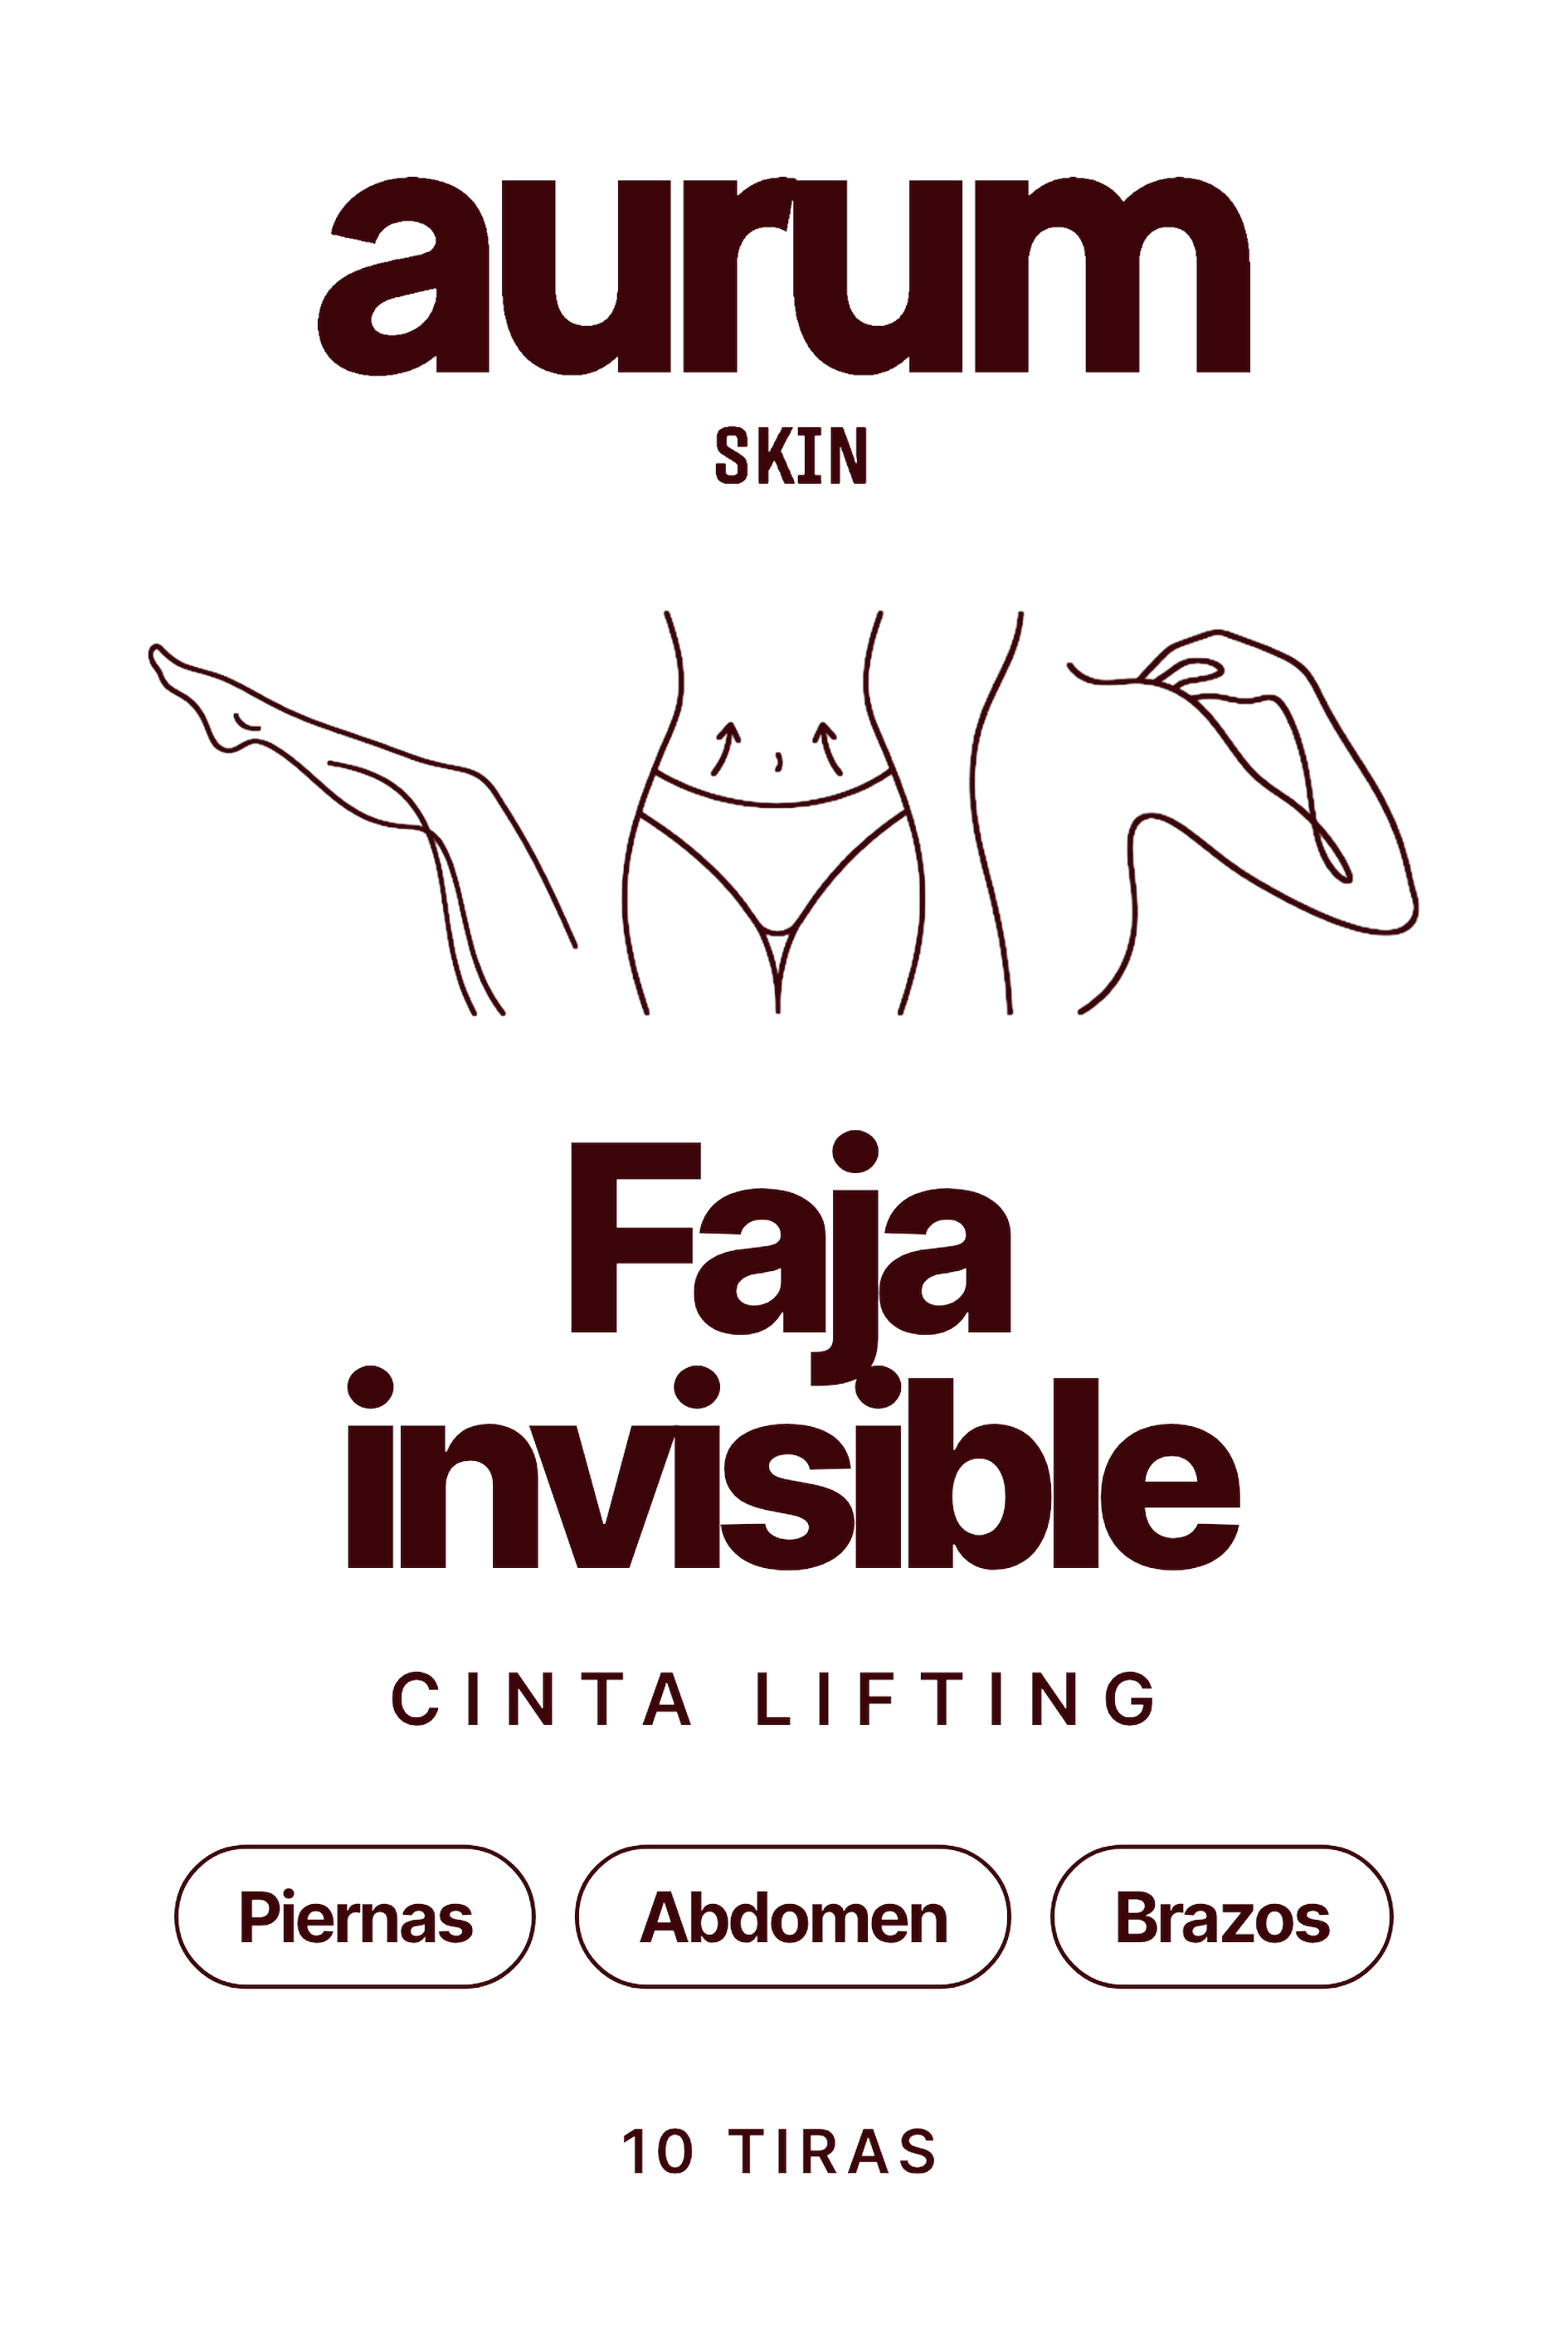 aurum
SKIN
Faja
invisible
CINTA LIFTING
Piernas Abdomen Brazos
10 TIRAS